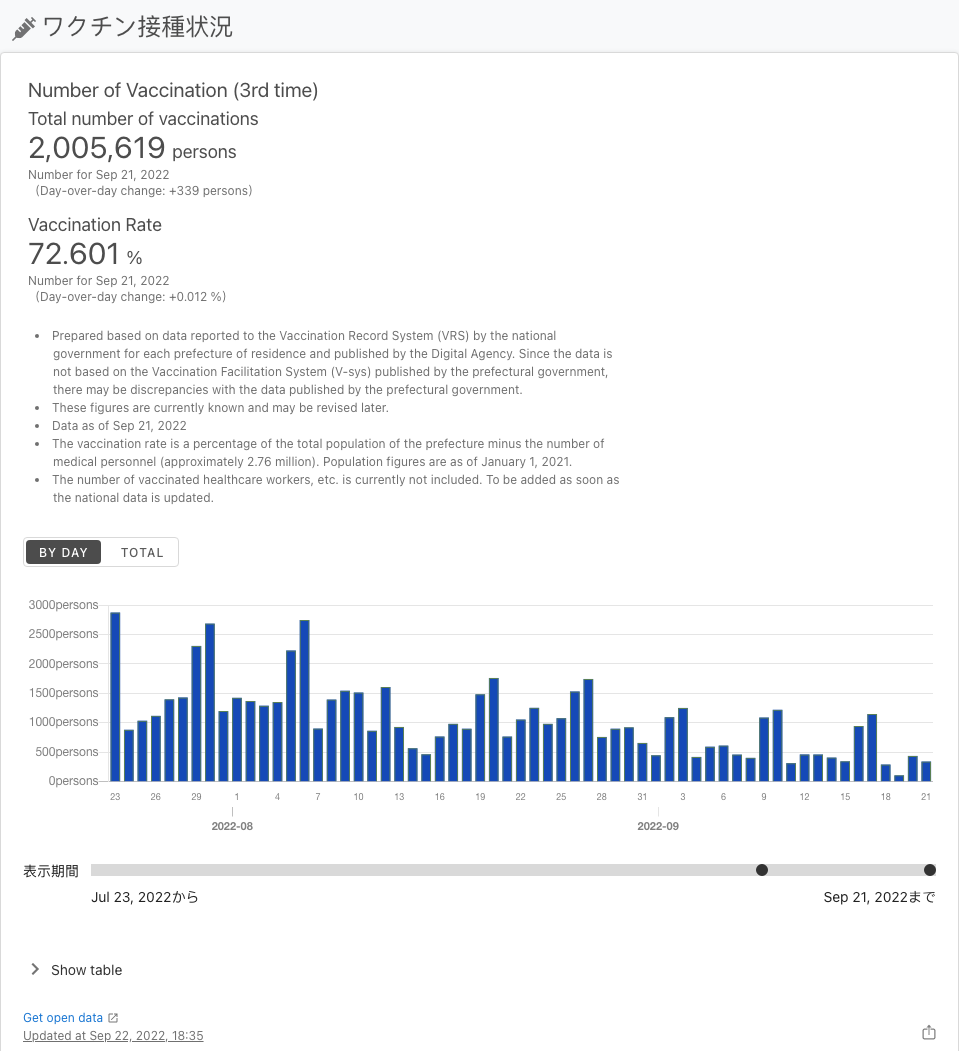 ワクチン接種状況
Number of Vaccination (3rd time)
Total number of vaccinations
2,005,619 persons
Number for Sep 21, 2022
(Day-over-day change: +339 persons)
Vaccination Rate
72.601 %
Number for Sep 21, 2022
(Day-over-day change: +0.012 %)
• Prepared based on data reported to the Vaccination Record System (VRS) by the national
government for each prefecture of residence and published by the Digital Agency. Since the data is
not based on the Vaccination Facilitation System (V-sys) published by the prefectural government,
there may be discrepancies with the data published by the prefectural government.
• These figures are currently known and may be revised later.
• Data as of Sep 21, 2022
• The vaccination rate is a percentage of the total population of the prefecture minus the number of
medical personnel (approximately 2.76 million). Population figures are as of January 1, 2021.
• The number of vaccinated healthcare workers, etc. is currently not included. To be added as soon as
the national data is updated.
BY DAY TOTAL
3000persons
2500persons
2000persons
1500persons
1000persons
500persons
0persons
23 26 29 1 4 7 10 13 16 19 22 25 28 31 3 6 9 12 15 18 21
2022-08 2022-09
表示期間
Jul 23, 2022から Sep 21, 2022まで
Show table
Get open data
Updated at Sep 22, 2022, 18:35